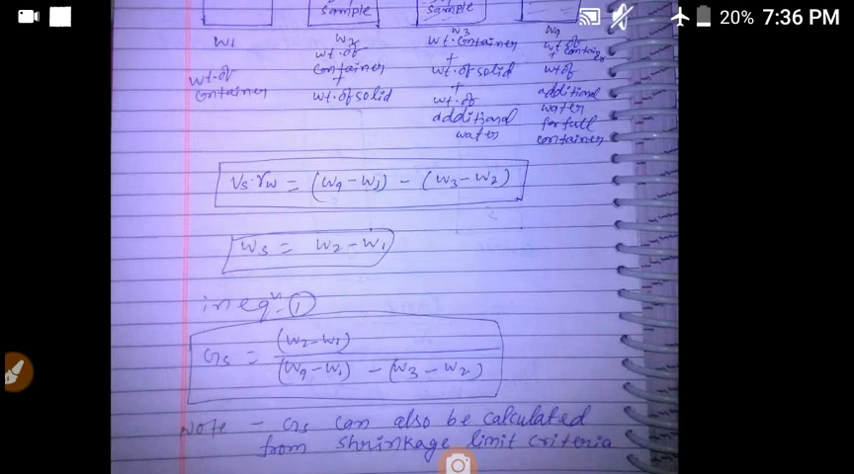 20% 7:36 PM
sample
sample
W1
W2
W3
W4
wt. of container
wt. of container + wt. of solid
wt. container + wt. of solid + wt. of additional water
wt. of container + wt of additional water for full container
Vs.γw = (W4-W1) - (W3-W2)
Ws = W2-W1
in eqn. ①
Gs = (W2-W1) / (W4-W1) - (W3-W2)
Note - Gs can also be calculated
from shrinkage limit criteria